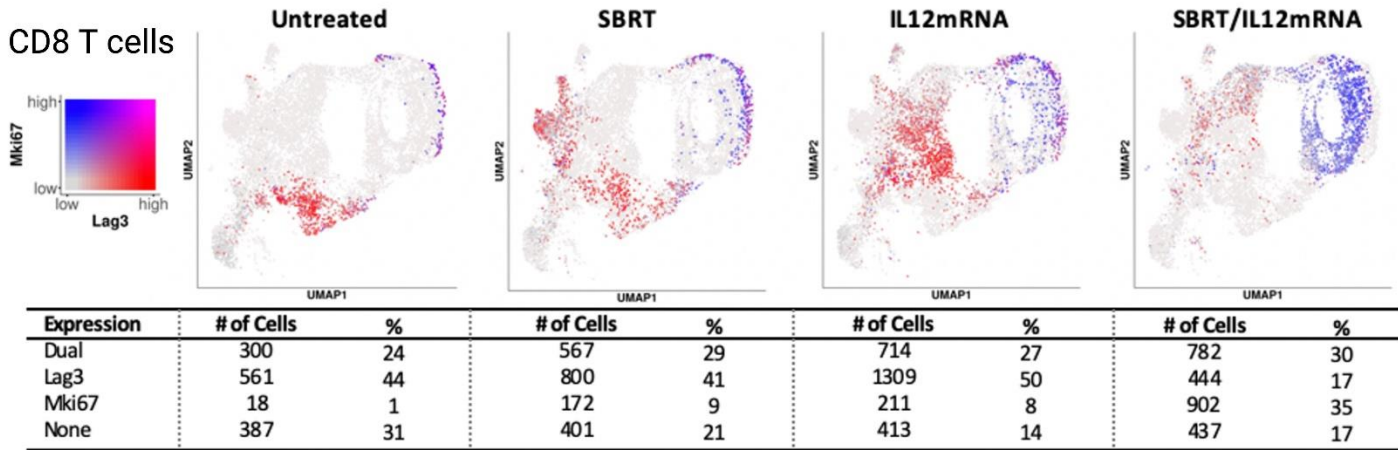 Untreated SBRT IL12mRNA SBRT/IL12mRNA
CD8 T cells
high
Mki67
low
low high
Lag3
UMAP2 UMAP2 UMAP2 UMAP2
UMAP1 UMAP1 UMAP1 UMAP1
Expression # of Cells % # of Cells % # of Cells % # of Cells %
Dual 300 24 567 29 714 27 782 30
Lag3 561 44 800 41 1309 50 444 17
Mki67 18 1 172 9 211 8 902 35
None 387 31 401 21 413 14 437 17